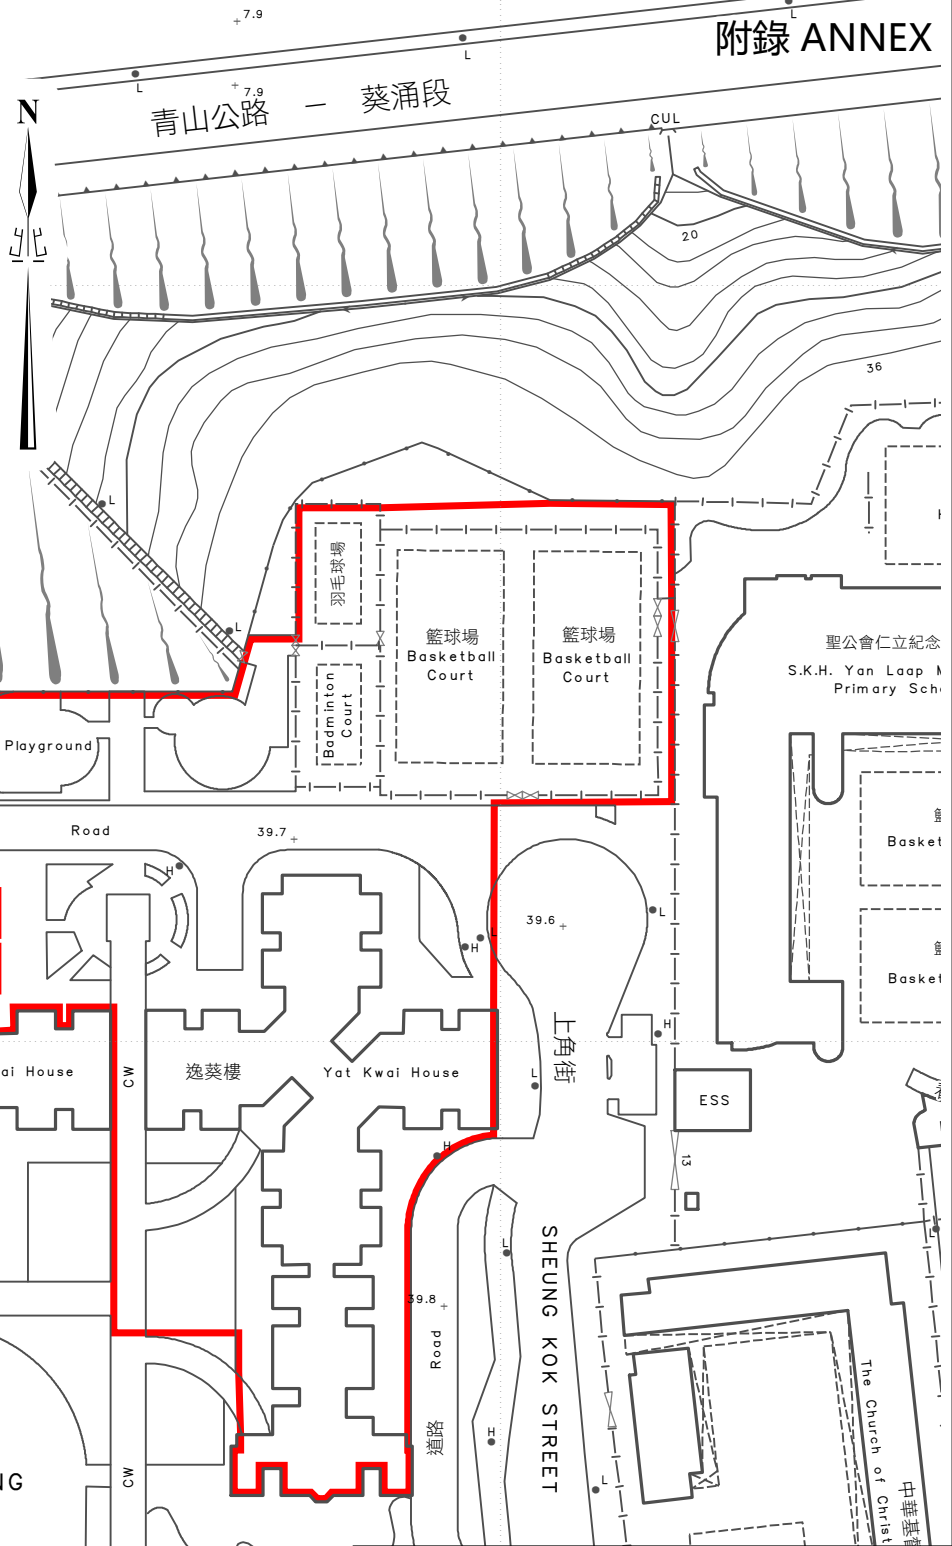 附錄 ANNEX
7.9
L
L
L
7.9
N
青山公路 — 葵涌段
CUL
20
36
L
L
羽毛球場
籃球場
Basketball
Court
籃球場
Basketball
Court
Badminton
Court
聖公會仁立紀念
S.K.H. Yan Laap M
Primary Scho
Playground
Road
39.7
H
籃
Basket
39.6
L
L
H
籃
Basket
上角街
H
逸葵樓
Yat Kwai House
ai House
CW
L
ESS
H
13
L
L
SHEUNG KOK STREET
39.8
Road
道路
H
L
The Church of Christ
中華基督
CW
NG